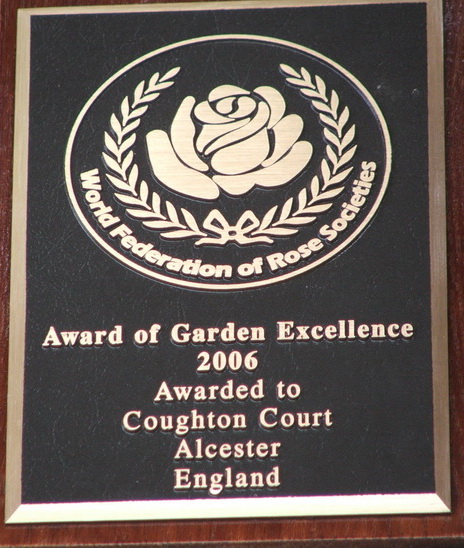 World Federation of Rose Societies
Award of Garden Excellence
2006
Awarded to
Coughton Court
Alcester
England